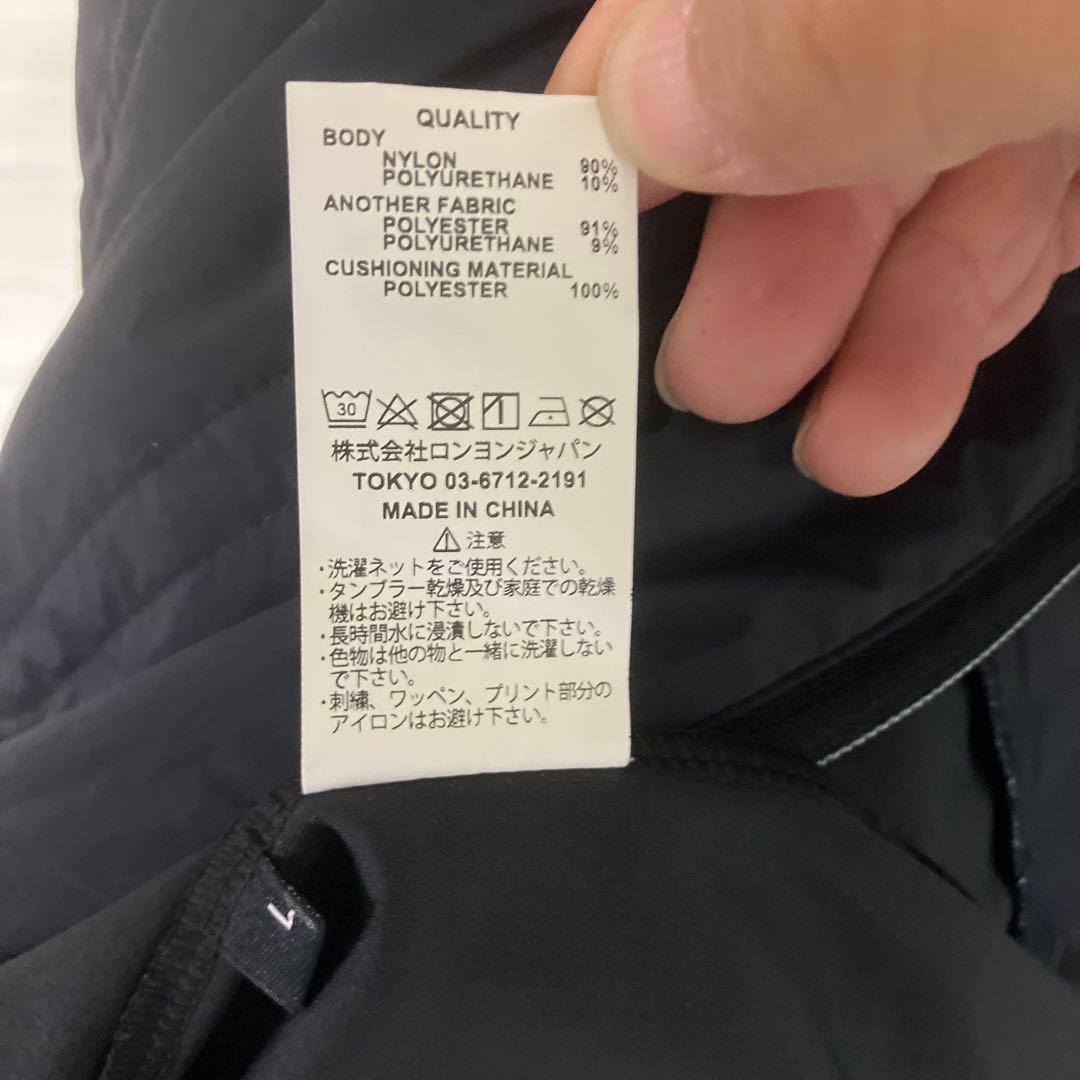 QUALITY
BODY
NYLON 90%
POLYURETHANE 10%
ANOTHER FABRIC
POLYESTER 91%
POLYURETHANE 9%
CUSHIONING MATERIAL
POLYESTER 100%
30
株式会社ロンヨンジャパン
TOKYO 03-6712-2191
MADE IN CHINA
⚠ 注意
・洗濯ネットをご使用ください。
・タンブラー乾燥及び家庭での乾燥
機はお避け下さい。
・長時間水に浸漬しないで下さい。
・色物は他の物と一緒に洗濯しない
で下さい。
・刺繍、ワッペン、プリント部分の
アイロンはお避け下さい。
1